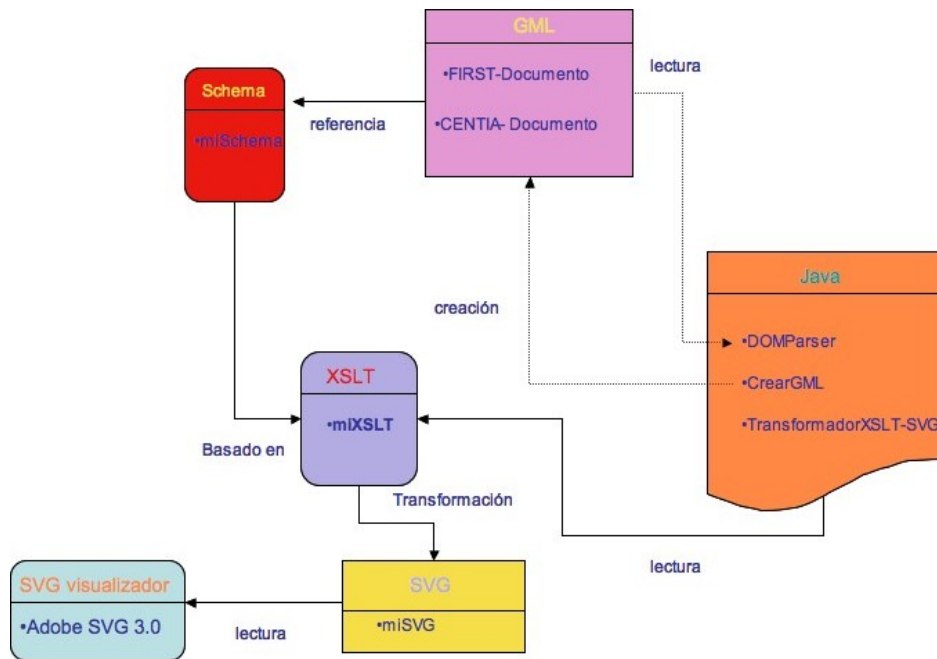 GML
•FIRST-Documento
•CENTIA-Documento
lectura
Schema
•miSchema
referencia
creación
Java
•DOMParser
•CrearGML
•TransformadorXSLT-SVG
XSLT
•miXSLT
Basado en
Transformación
lectura
SVG visualizador
•Adobe SVG 3.0
lectura
SVG
•miSVG